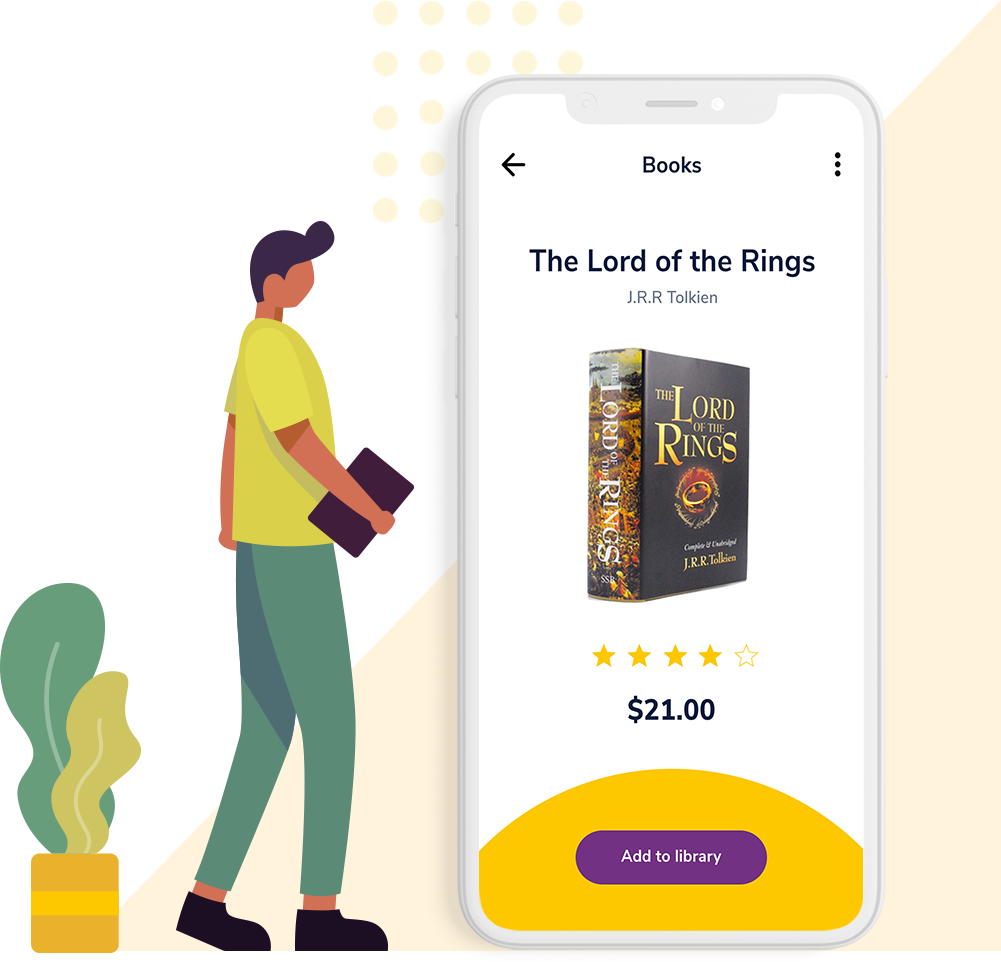 Books
The Lord of the Rings
J.R.R Tolkien
THE LORD OF THE RINGS
SSB
THE LORD
OF THE
RINGS
Complete & Unabridged
J.R.R.Tolkien
$21.00
Add to library